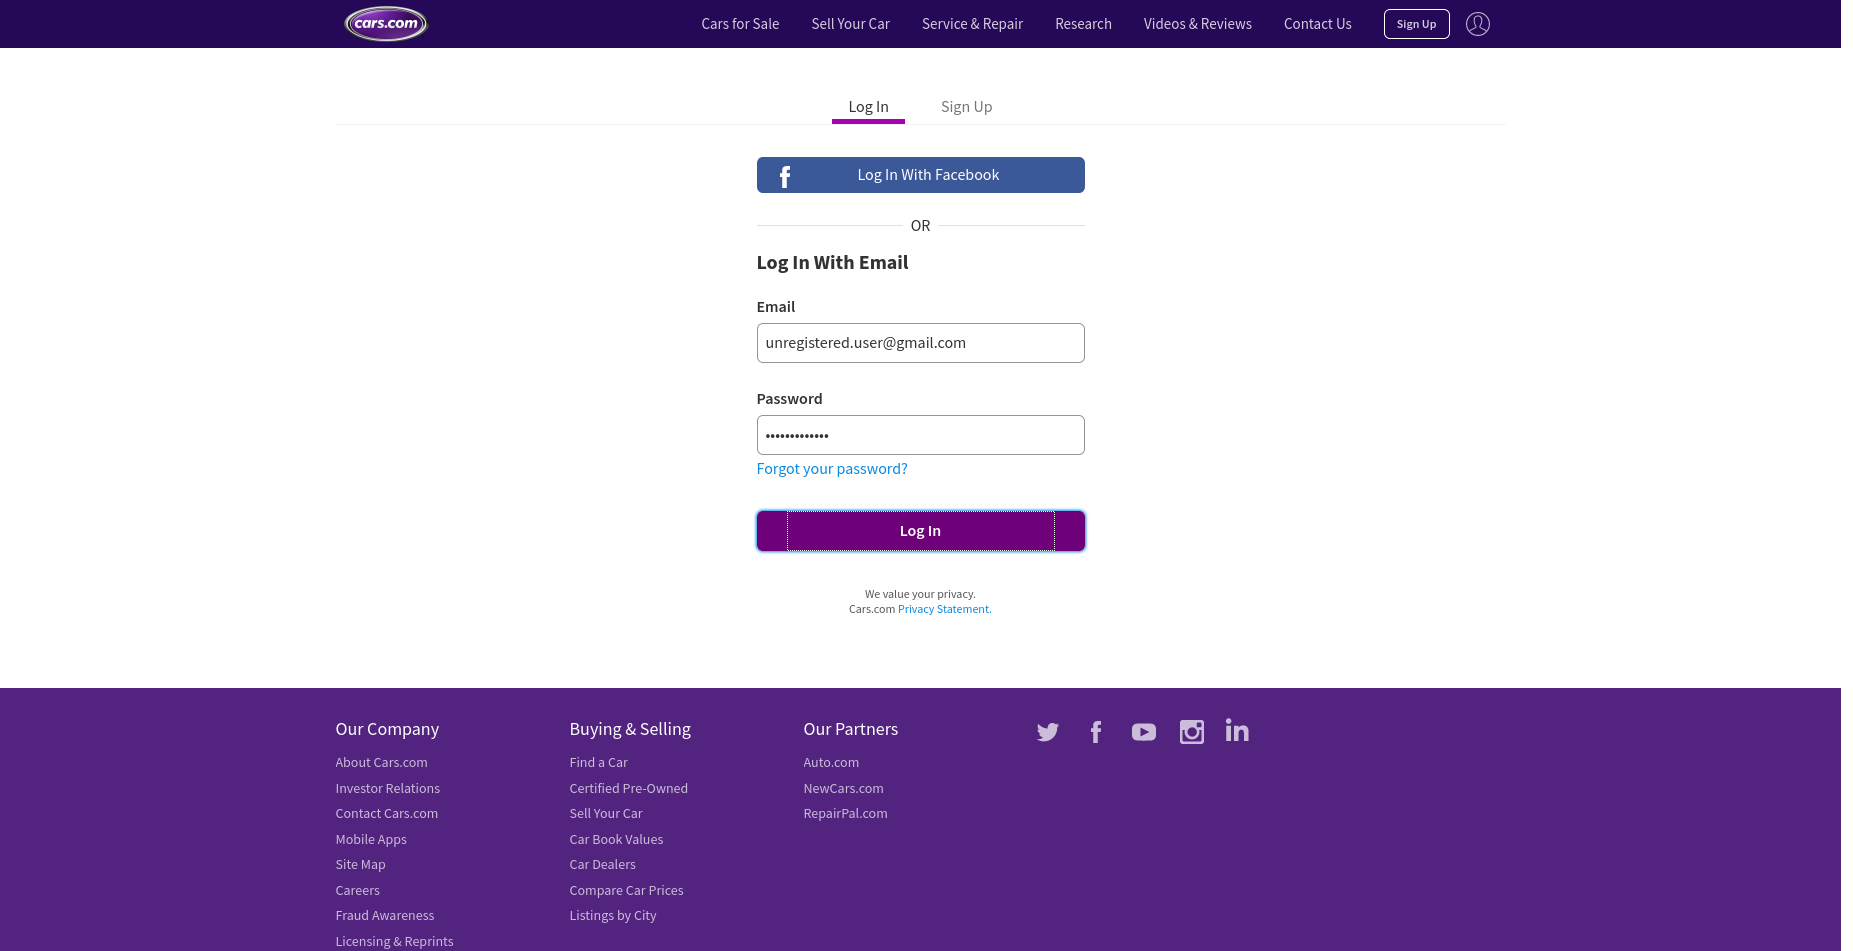 cars.com
Cars for Sale
Sell Your Car
Service & Repair
Research
Videos & Reviews
Contact Us
Sign Up
Log In
Sign Up
f
Log In With Facebook
OR
Log In With Email
Email
unregistered.user@gmail.com
Password
•••••••••••••
Forgot your password?
Log In
We value your privacy.
Cars.com Privacy Statement.
Our Company
About Cars.com
Investor Relations
Contact Cars.com
Mobile Apps
Site Map
Careers
Fraud Awareness
Licensing & Reprints
Buying & Selling
Find a Car
Certified Pre-Owned
Sell Your Car
Car Book Values
Car Dealers
Compare Car Prices
Listings by City
Our Partners
Auto.com
NewCars.com
RepairPal.com
f
in